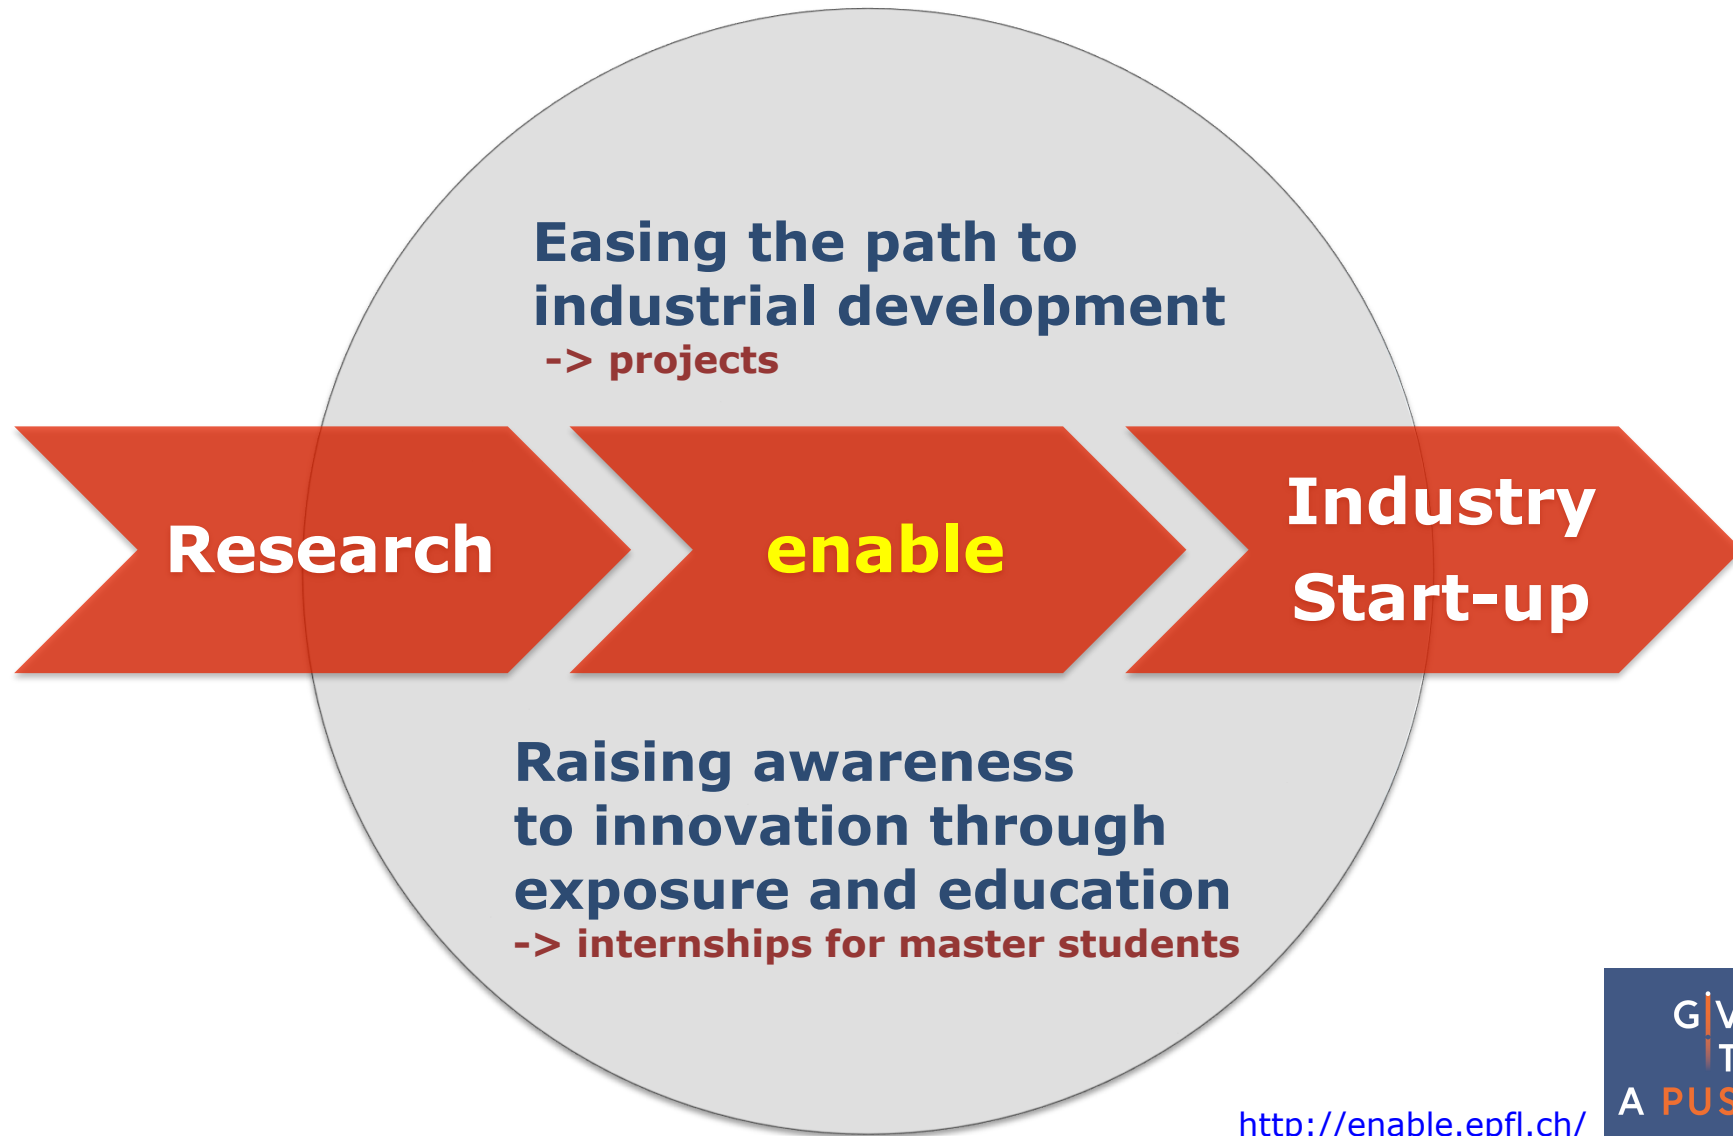 Easing the path to
industrial development
-> projects
Research
enable
Industry
Start-up
Raising awareness
to innovation through
exposure and education
-> internships for master students
http://enable.epfl.ch/
A